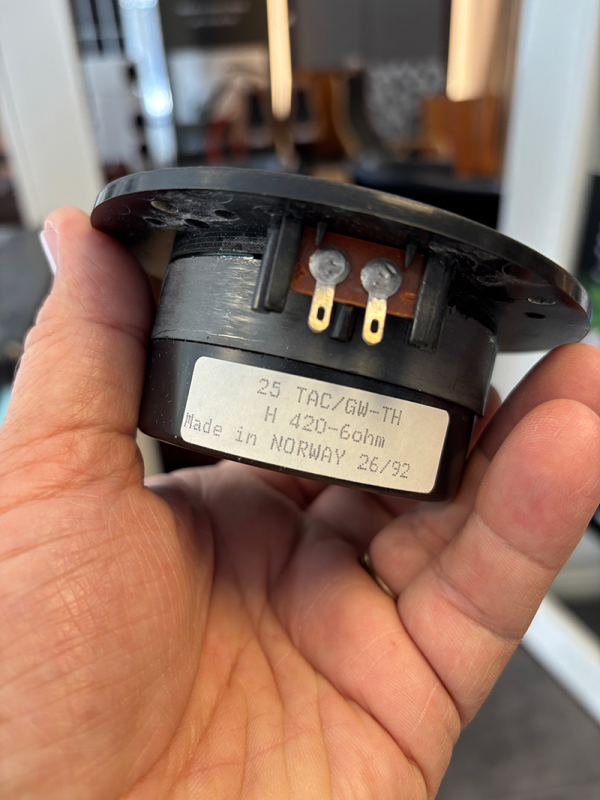 25 TAC/GW-TH
H 420-6ohm
Made in NORWAY 26/92